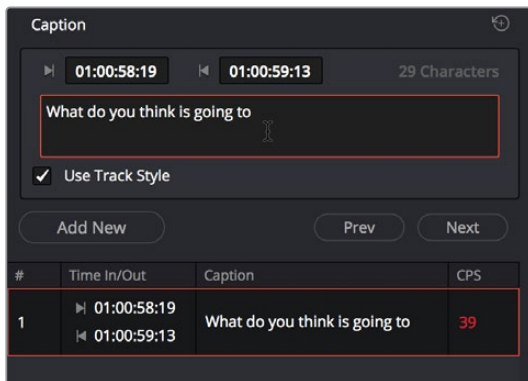 Caption
01:00:58:19 01:00:59:13 29 Characters
What do you think is going to
Use Track Style
Add New Prev Next
# Time In/Out Caption CPS
1 01:00:58:19 What do you think is going to 39
01:00:59:13